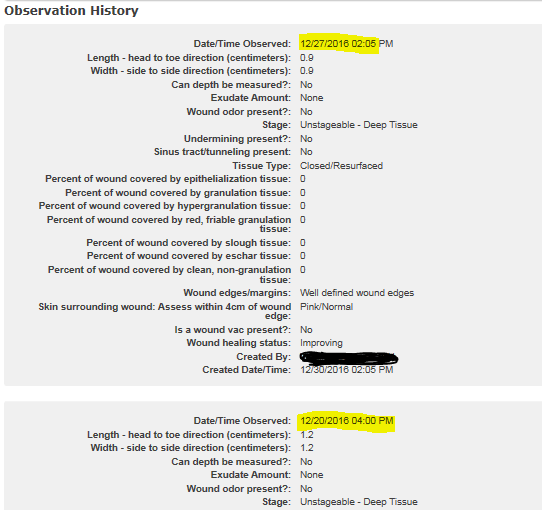 Observation History
Date/Time Observed: 12/27/2016 02:05 PM
Length - head to toe direction (centimeters): 0.9
Width - side to side direction (centimeters): 0.9
Can depth be measured?: No
Exudate Amount: None
Wound odor present?: No
Stage: Unstageable - Deep Tissue
Undermining present?: No
Sinus tract/tunneling present: No
Tissue Type: Closed/Resurfaced
Percent of wound covered by epithelialization tissue: 0
Percent of wound covered by granulation tissue: 0
Percent of wound covered by hypergranulation tissue: 0
Percent of wound covered by red, friable granulation 0
tissue:
Percent of wound covered by slough tissue: 0
Percent of wound covered by eschar tissue: 0
Percent of wound covered by clean, non-granulation 0
tissue:
Wound edges/margins: Well defined wound edges
Skin surrounding wound: Assess within 4cm of wound Pink/Normal
edge:
Is a wound vac present?: No
Wound healing status: Improving
Created By:
Created Date/Time: 12/30/2016 02:05 PM
Date/Time Observed: 12/20/2016 04:00 PM
Length - head to toe direction (centimeters): 1.2
Width - side to side direction (centimeters): 1.2
Can depth be measured?: No
Exudate Amount: None
Wound odor present?: No
Stage: Unstageable - Deep Tissue